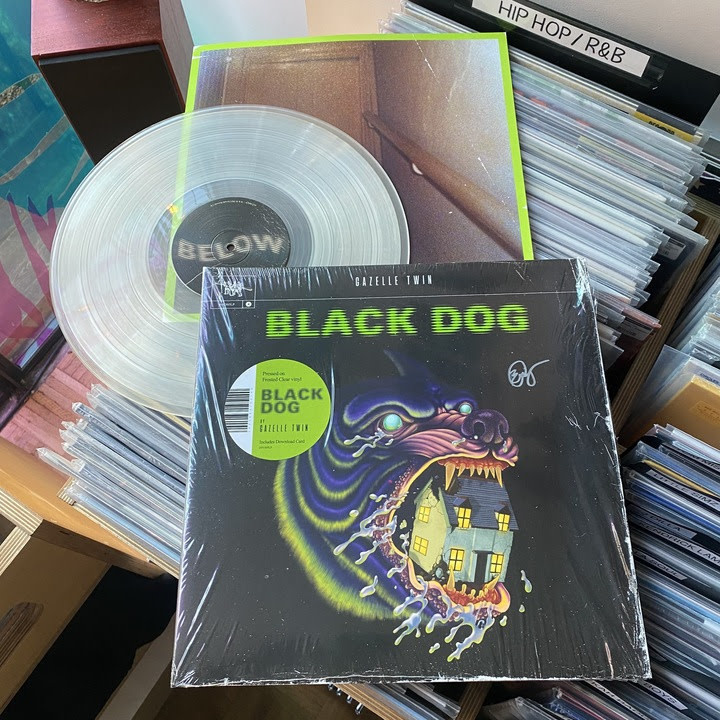 HIP HOP / R&B
BELOW
GAZELLE TWIN
BLACK DOG
Pressed on
Frosted Clear vinyl
BLACK
DOG
BY
GAZELLE TWIN
Includes Download Card